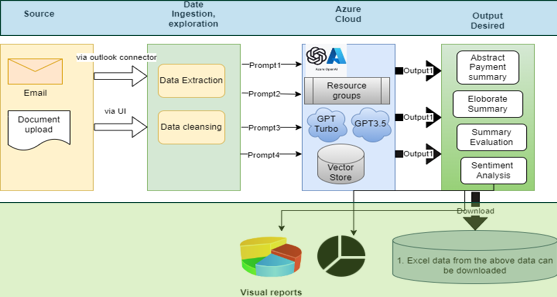 Source
Date
Ingestion,
exploration
Azure
Cloud
Output
Desired
via outlook connector
Email
Document
upload
via UI
Data Extraction
Data cleansing
Prompt1
Prompt2
Prompt3
Prompt4
Azure OpenAI
Resource
groups
GPT
Turbo
GPT3.5
Vector
Store
Output1
Output1
Output1
Abstract
Payment
summary
Eloborate
Summary
Summary
Evaluation
Sentiment
Analysis
Download
1. Excel data from the above data can
be downloaded
Visual reports